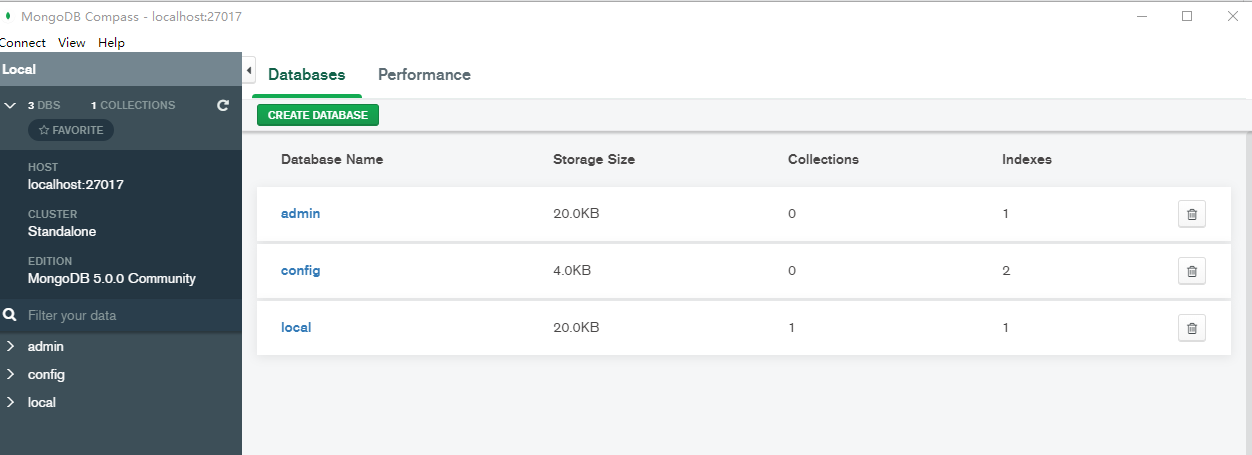 MongoDB Compass - localhost:27017
Connect View Help
Local
3 DBS 1 COLLECTIONS
FAVORITE
HOST
localhost:27017
CLUSTER
Standalone
EDITION
MongoDB 5.0.0 Community
Filter your data
admin
config
local
Databases Performance
CREATE DATABASE
Database Name Storage Size Collections Indexes
admin 20.0KB 0 1
config 4.0KB 0 2
local 20.0KB 1 1